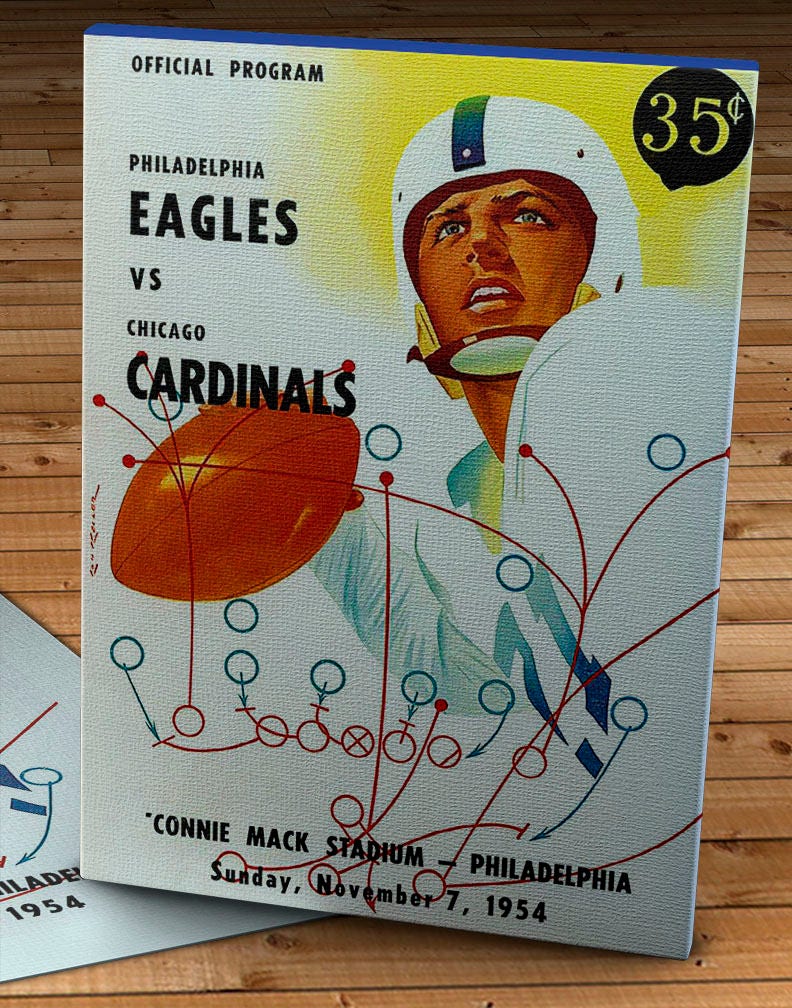 OFFICIAL PROGRAM
35¢
PHILADELPHIA
EAGLES
VS
CHICAGO
CARDINALS
"CONNIE MACK STADIUM — PHILADELPHIA
Sunday, November 7, 1954
1954